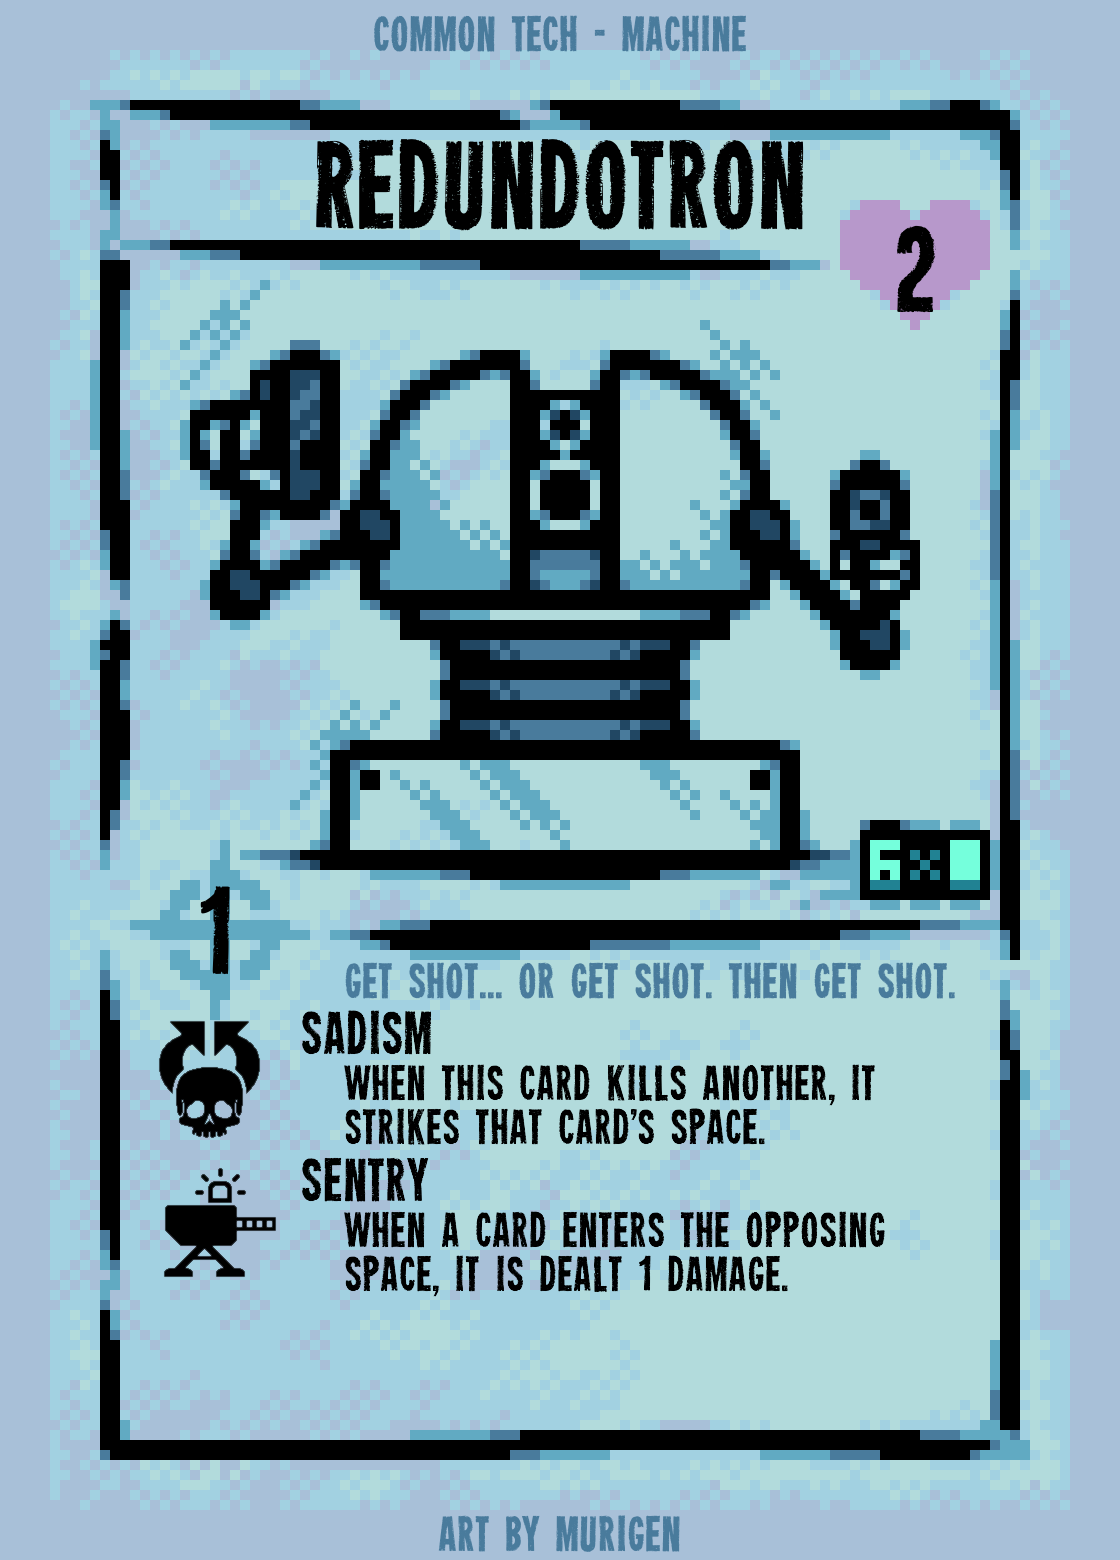 COMMON TECH - MACHINE
REDUNDOTRON
2
6x
1
GET SHOT... OR GET SHOT. THEN GET SHOT.
SADISM
WHEN THIS CARD KILLS ANOTHER, IT
STRIKES THAT CARD'S SPACE.
SENTRY
WHEN A CARD ENTERS THE OPPOSING
SPACE, IT IS DEALT 1 DAMAGE.
ART BY MURIGEN